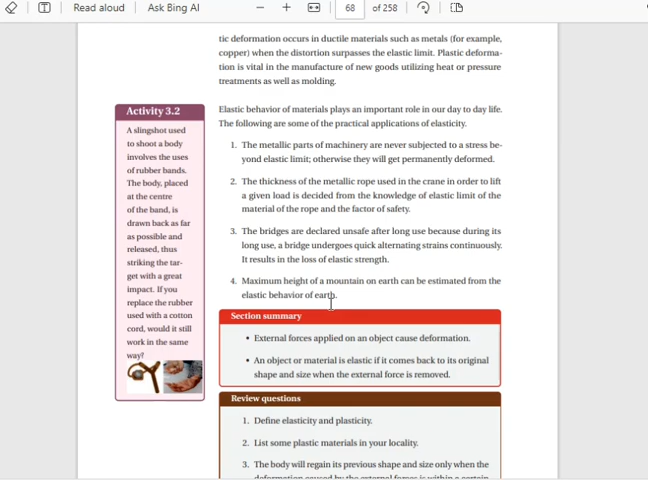 Read aloud
Ask Bing AI
68 of 258
tic deformation occurs in ductile materials such as metals (for example,
copper) when the distortion surpasses the elastic limit. Plastic deforma-
tion is vital in the manufacture of new goods utilizing heat or pressure
treatments as well as molding.
Activity 3.2
A slingshot used
to shoot a body
involves the uses
of rubber bands.
The body, placed
at the centre
of the band, is
drawn back as far
as possible and
released, thus
striking the tar-
get with a great
impact. If you
replace the rubber
used with a cotton
cord, would it still
work in the same
way?
Elastic behavior of materials plays an important role in our day to day life.
The following are some of the practical applications of elasticity.
1. The metallic parts of machinery are never subjected to a stress be-
yond elastic limit; otherwise they will get permanently deformed.
2. The thickness of the metallic rope used in the crane in order to lift
a given load is decided from the knowledge of elastic limit of the
material of the rope and the factor of safety.
3. The bridges are declared unsafe after long use because during its
long use, a bridge undergoes quick alternating strains continuously.
It results in the loss of elastic strength.
4. Maximum height of a mountain on earth can be estimated from the
elastic behavior of earth.
Section summary
• External forces applied on an object cause deformation.
• An object or material is elastic if it comes back to its original
shape and size when the external force is removed.
Review questions
1. Define elasticity and plasticity.
2. List some plastic materials in your locality.
3. The body will regain its previous shape and size only when the
deformation caused by the external forces is within a certain